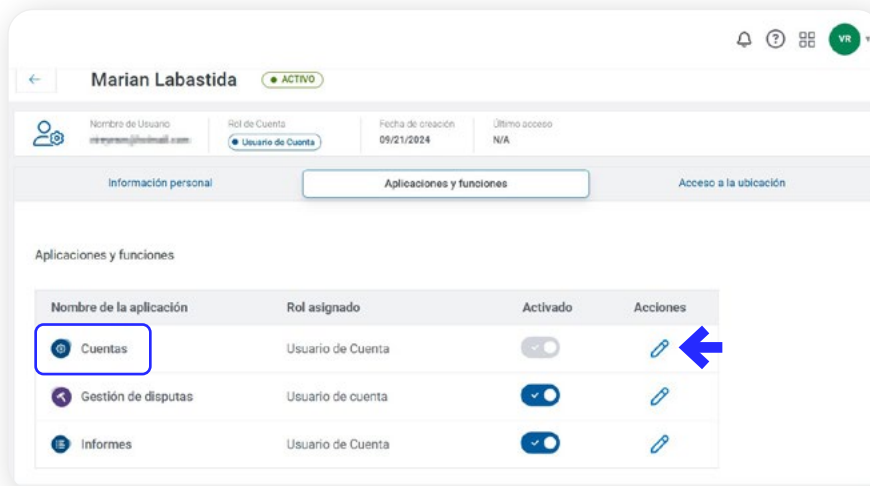 VR
Marian Labastida ACTIVO
Nombre de Usuario Rol de Cuenta Fecha de creación Último acceso
Usuario de Cuenta 09/21/2024 N/A
Información personal Aplicaciones y funciones Acceso a la ubicación
Aplicaciones y funciones
Nombre de la aplicación Rol asignado Activado Acciones
Cuentas Usuario de Cuenta
Gestión de disputas Usuario de cuenta
Informes Usuario de Cuenta